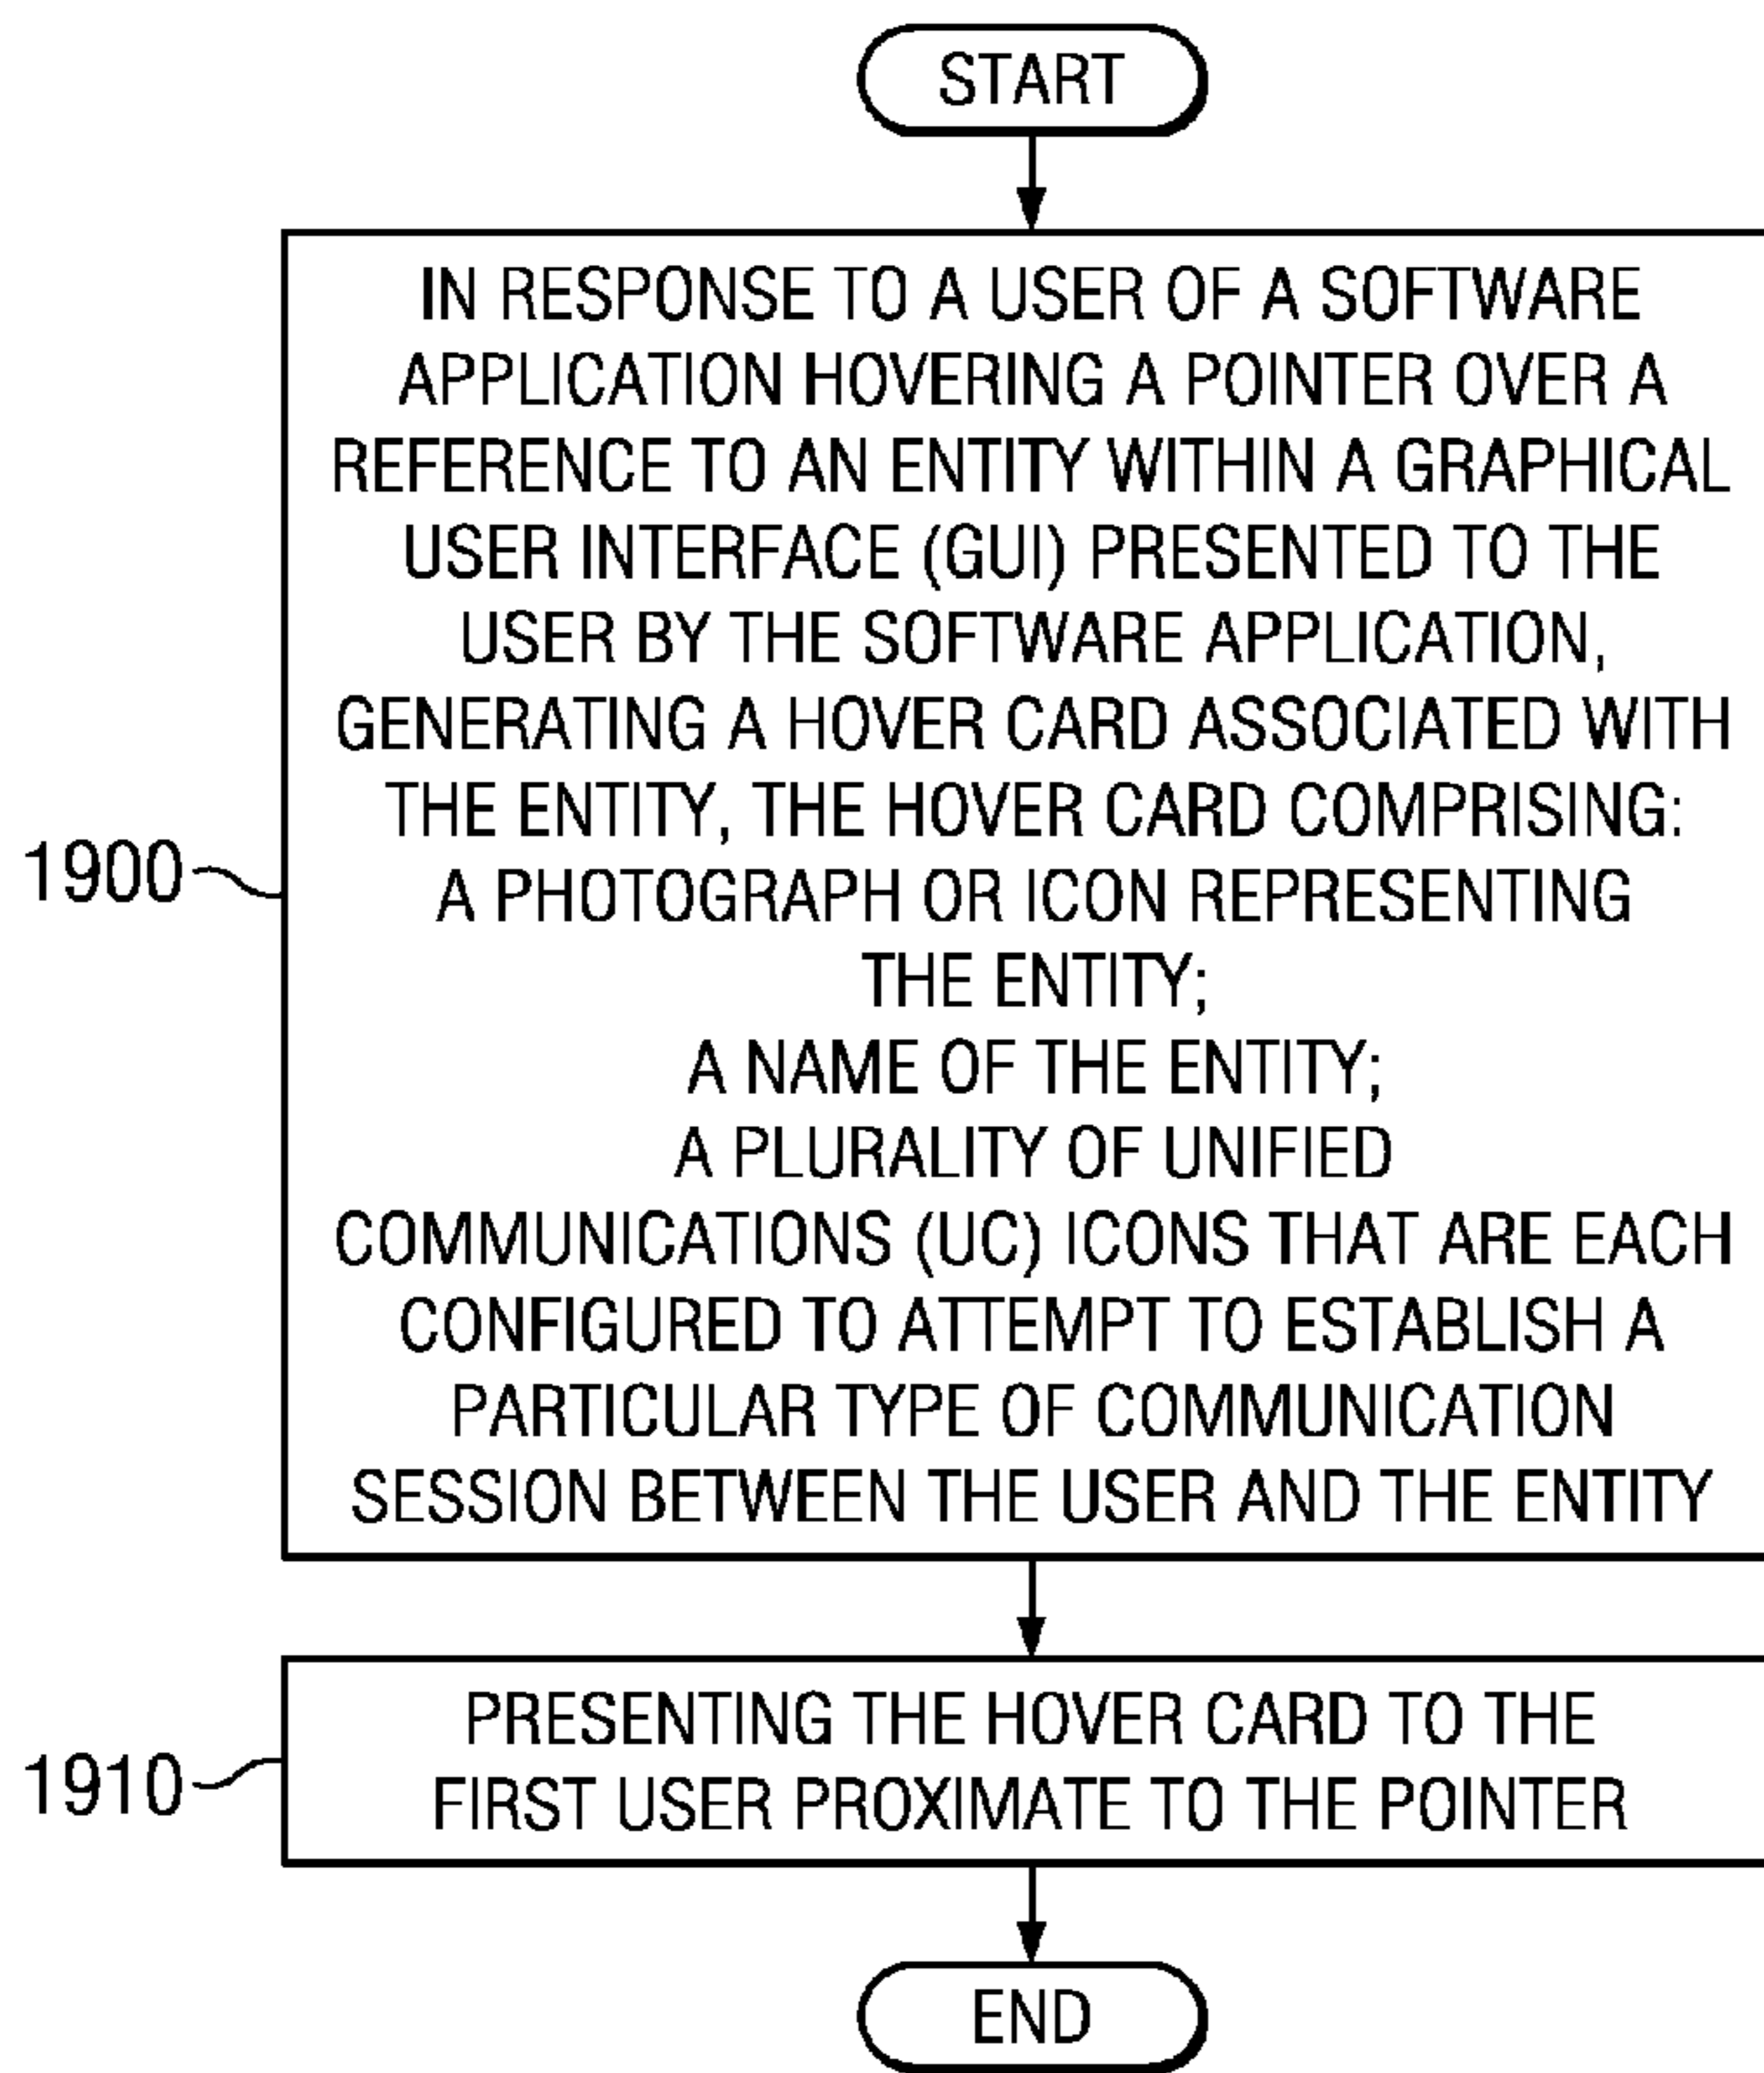 START
IN RESPONSE TO A USER OF A SOFTWARE
APPLICATION HOVERING A POINTER OVER A
REFERENCE TO AN ENTITY WITHIN A GRAPHICAL
USER INTERFACE (GUI) PRESENTED TO THE
USER BY THE SOFTWARE APPLICATION,
GENERATING A HOVER CARD ASSOCIATED WITH
THE ENTITY, THE HOVER CARD COMPRISING:
1900
A PHOTOGRAPH OR ICON REPRESENTING
THE ENTITY;
A NAME OF THE ENTITY;
A PLURALITY OF UNIFIED
COMMUNICATIONS (UC) ICONS THAT ARE EACH
CONFIGURED TO ATTEMPT TO ESTABLISH A
PARTICULAR TYPE OF COMMUNICATION
SESSION BETWEEN THE USER AND THE ENTITY
PRESENTING THE HOVER CARD TO THE
1910
FIRST USER PROXIMATE TO THE POINTER
END